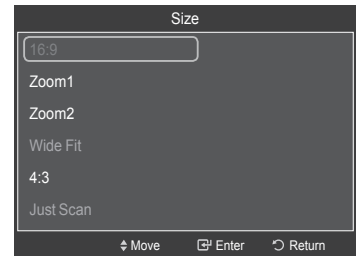 Size
16:9
Zoom1
Zoom2
Wide Fit
4:3
Just Scan
Move Enter Return